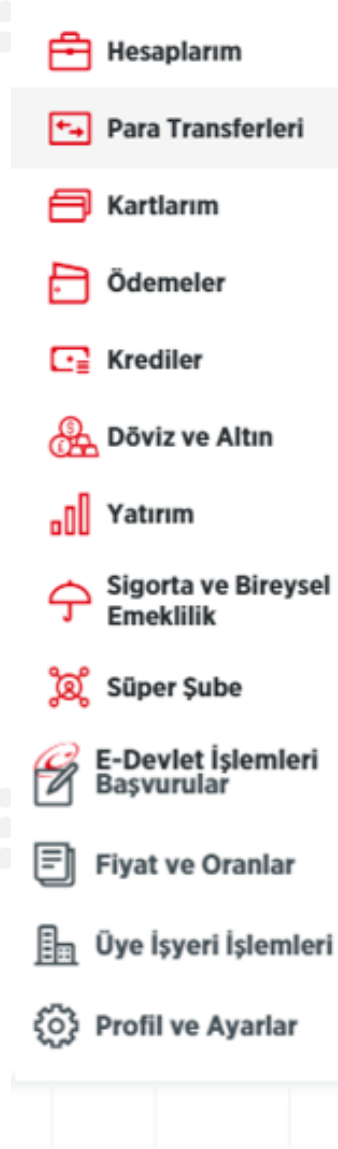 Hesaplarım
Para Transferleri
Kartlarım
Ödemeler
Krediler
Döviz ve Altın
Yatırım
Sigorta ve Bireysel
Emeklilik
Süper Şube
E-Devlet İşlemleri
Başvurular
Fiyat ve Oranlar
Üye İşyeri İşlemleri
Profil ve Ayarlar